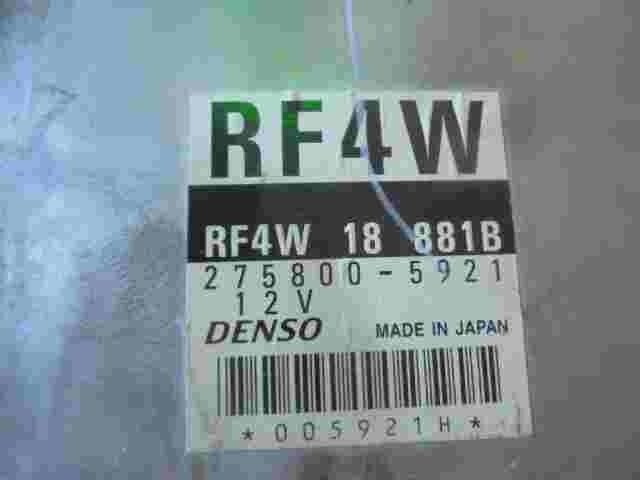 RF4W
RF4W 18 881B
275800-5921
12V
DENSO MADE IN JAPAN
*005921H*